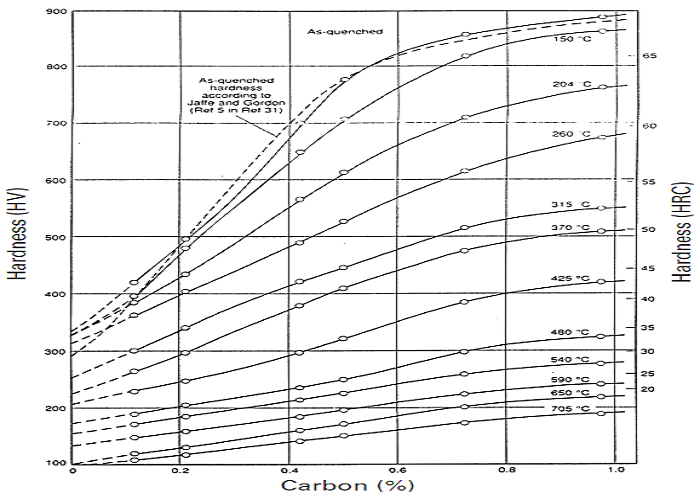 900
800
700
600
500
400
300
200
100
Hardness (HV)
As-quenched
As-quenched
hardness
according to
Jaffe and Gordon
(Ref 5 in Ref 31)
150 °C
204 °C
260 °C
315 °C
370 °C
425 °C
480 °C
540 °C
590 °C
650 °C
705 °C
65
60
55
50
45
40
35
30
25
20
Hardness (HRC)
0 0.2 0.4 0.6 0.8 1.0
Carbon (%)